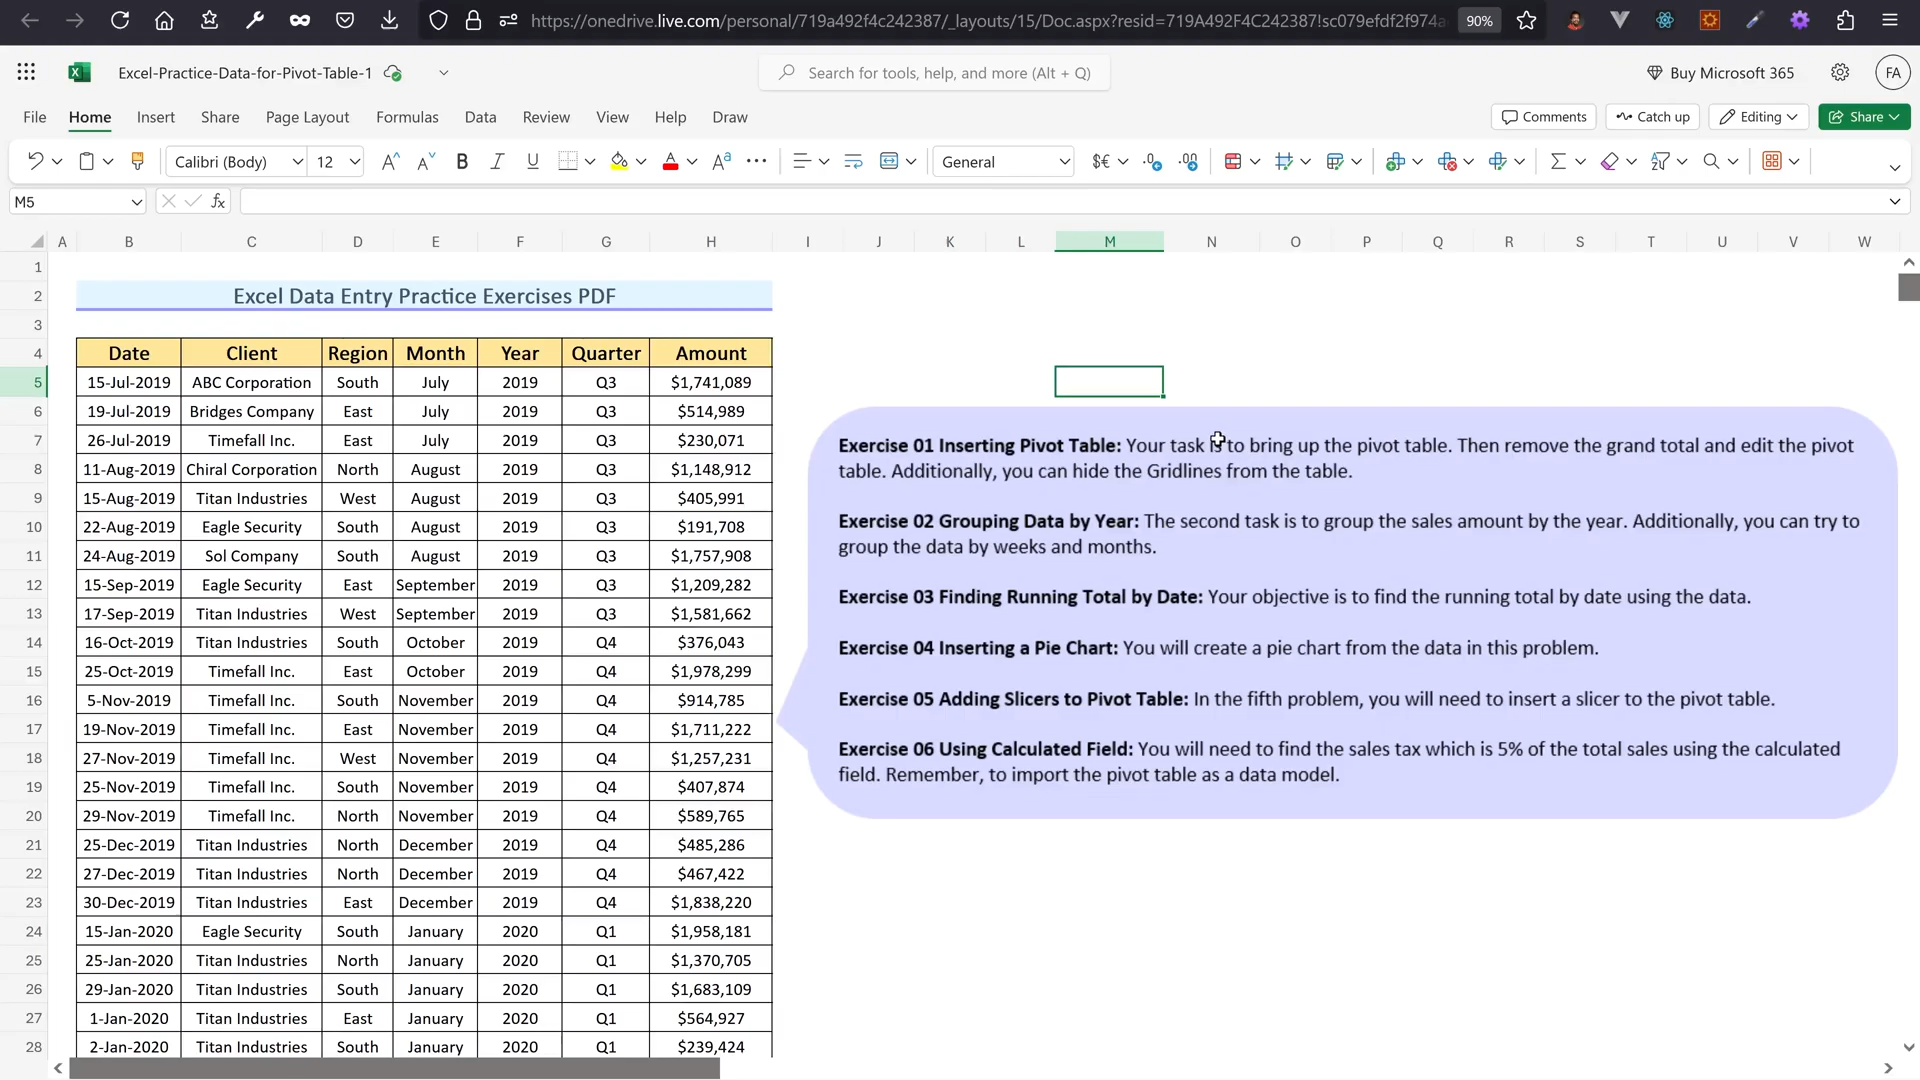 https://onedrive.live.com/personal/719a492f4c242387/_layouts/15/Doc.aspx?resid=719A492F4C242387!sc079efdf2f974a
90%
Excel-Practice-Data-for-Pivot-Table-1
Search for tools, help, and more (Alt + Q)
Buy Microsoft 365
FA
File Home Insert Share Page Layout Formulas Data Review View Help Draw
Comments Catch up Editing Share
Calibri (Body) 12 General
M5
A B C D E F G H I J K L M N O P Q R S T U V W
1
2 Excel Data Entry Practice Exercises PDF
3
4 Date Client Region Month Year Quarter Amount
5 15-Jul-2019 ABC Corporation South July 2019 Q3 $1,741,089
6 19-Jul-2019 Bridges Company East July 2019 Q3 $514,989
7 26-Jul-2019 Timefall Inc. East July 2019 Q3 $230,071
8 11-Aug-2019 Chiral Corporation North August 2019 Q3 $1,148,912
9 15-Aug-2019 Titan Industries West August 2019 Q3 $405,991
10 22-Aug-2019 Eagle Security South August 2019 Q3 $191,708
11 24-Aug-2019 Sol Company South August 2019 Q3 $1,757,908
12 15-Sep-2019 Eagle Security East September 2019 Q3 $1,209,282
13 17-Sep-2019 Titan Industries West September 2019 Q3 $1,581,662
14 16-Oct-2019 Titan Industries South October 2019 Q4 $376,043
15 25-Oct-2019 Timefall Inc. East October 2019 Q4 $1,978,299
16 5-Nov-2019 Timefall Inc. South November 2019 Q4 $914,785
17 19-Nov-2019 Timefall Inc. East November 2019 Q4 $1,711,222
18 27-Nov-2019 Timefall Inc. West November 2019 Q4 $1,257,231
19 25-Nov-2019 Timefall Inc. South November 2019 Q4 $407,874
20 29-Nov-2019 Timefall Inc. North November 2019 Q4 $589,765
21 25-Dec-2019 Titan Industries North December 2019 Q4 $485,286
22 27-Dec-2019 Titan Industries North December 2019 Q4 $467,422
23 30-Dec-2019 Titan Industries East December 2019 Q4 $1,838,220
24 15-Jan-2020 Eagle Security South January 2020 Q1 $1,958,181
25 25-Jan-2020 Titan Industries North January 2020 Q1 $1,370,705
26 29-Jan-2020 Titan Industries South January 2020 Q1 $1,683,109
27 1-Jan-2020 Titan Industries East January 2020 Q1 $564,927
28 2-Jan-2020 Titan Industries South January 2020 Q1 $239,424
Exercise 01 Inserting Pivot Table: Your task is to bring up the pivot table. Then remove the grand total and edit the pivot
table. Additionally, you can hide the Gridlines from the table.
Exercise 02 Grouping Data by Year: The second task is to group the sales amount by the year. Additionally, you can try to
group the data by weeks and months.
Exercise 03 Finding Running Total by Date: Your objective is to find the running total by date using the data.
Exercise 04 Inserting a Pie Chart: You will create a pie chart from the data in this problem.
Exercise 05 Adding Slicers to Pivot Table: In the fifth problem, you will need to insert a slicer to the pivot table.
Exercise 06 Using Calculated Field: You will need to find the sales tax which is 5% of the total sales using the calculated
field. Remember, to import the pivot table as a data model.